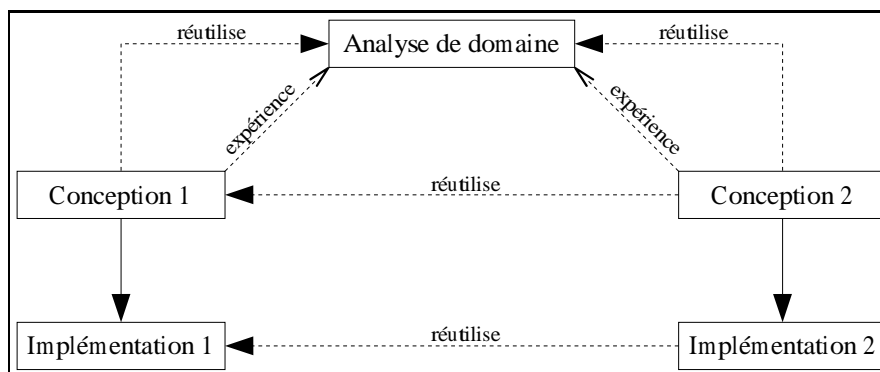 réutilise
Analyse de domaine
réutilise
expérience
expérience
Conception 1
réutilise
Conception 2
Implémentation 1
réutilise
Implémentation 2